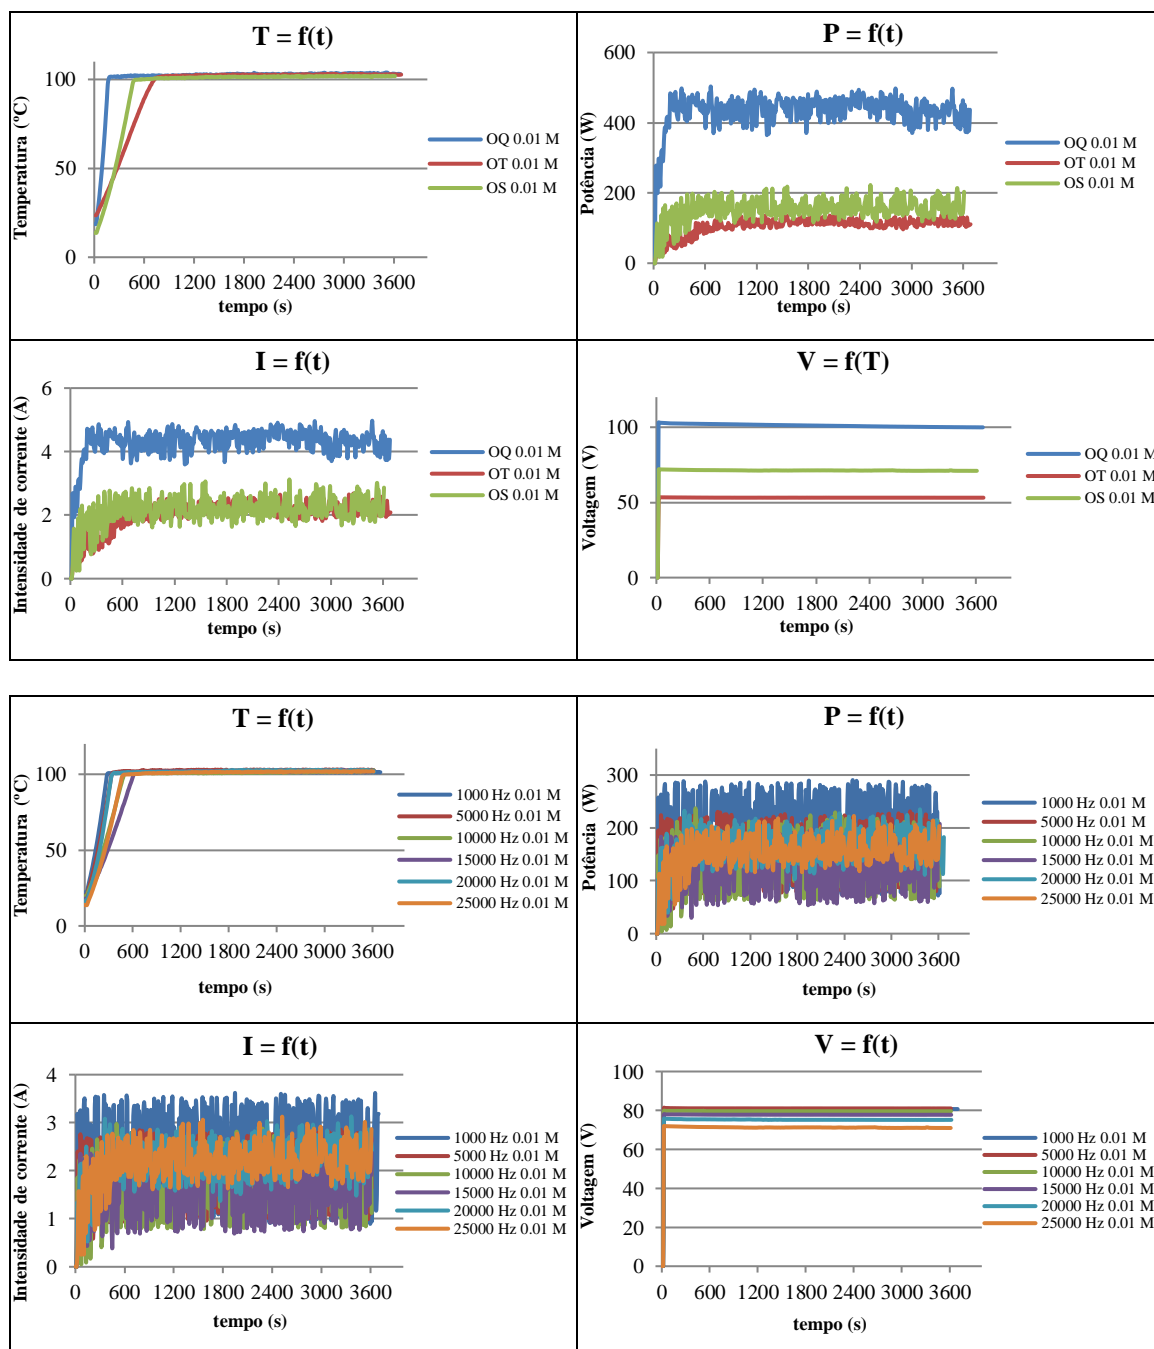 T = f(t)
Temperatura (ºC)
100
50
0
0 600 1200 1800 2400 3000 3600
tempo (s)
OQ 0.01 M
OT 0.01 M
OS 0.01 M
P = f(t)
Potência (W)
600
400
200
0
0 600 1200 1800 2400 3000 3600
tempo (s)
OQ 0.01 M
OT 0.01 M
OS 0.01 M
I = f(t)
Intensidade de corrente (A)
6
4
2
0
0 600 1200 1800 2400 3000 3600
tempo (s)
OQ 0.01 M
OT 0.01 M
OS 0.01 M
V = f(T)
Voltagem (V)
100
50
0
0 600 1200 1800 2400 3000 3600
tempo (s)
OQ 0.01 M
OT 0.01 M
OS 0.01 M
T = f(t)
Temperatura (ºC)
100
50
0
0 600 1200 1800 2400 3000 3600
tempo (s)
1000 Hz 0.01 M
5000 Hz 0.01 M
10000 Hz 0.01 M
15000 Hz 0.01 M
20000 Hz 0.01 M
25000 Hz 0.01 M
P = f(t)
Potência (W)
300
200
100
0
0 600 1200 1800 2400 3000 3600
tempo (s)
1000 Hz 0.01 M
5000 Hz 0.01 M
10000 Hz 0.01 M
15000 Hz 0.01 M
20000 Hz 0.01 M
25000 Hz 0.01 M
I = f(t)
Intensidade de corrente (A)
4
3
2
1
0
0 600 1200 1800 2400 3000 3600
tempo (s)
1000 Hz 0.01 M
5000 Hz 0.01 M
10000 Hz 0.01 M
15000 Hz 0.01 M
20000 Hz 0.01 M
25000 Hz 0.01 M
V = f(t)
Voltagem (V)
100
80
60
40
20
0
0 600 1200 1800 2400 3000 3600
tempo (s)
1000 Hz 0.01 M
5000 Hz 0.01 M
10000 Hz 0.01 M
15000 Hz 0.01 M
20000 Hz 0.01 M
25000 Hz 0.01 M